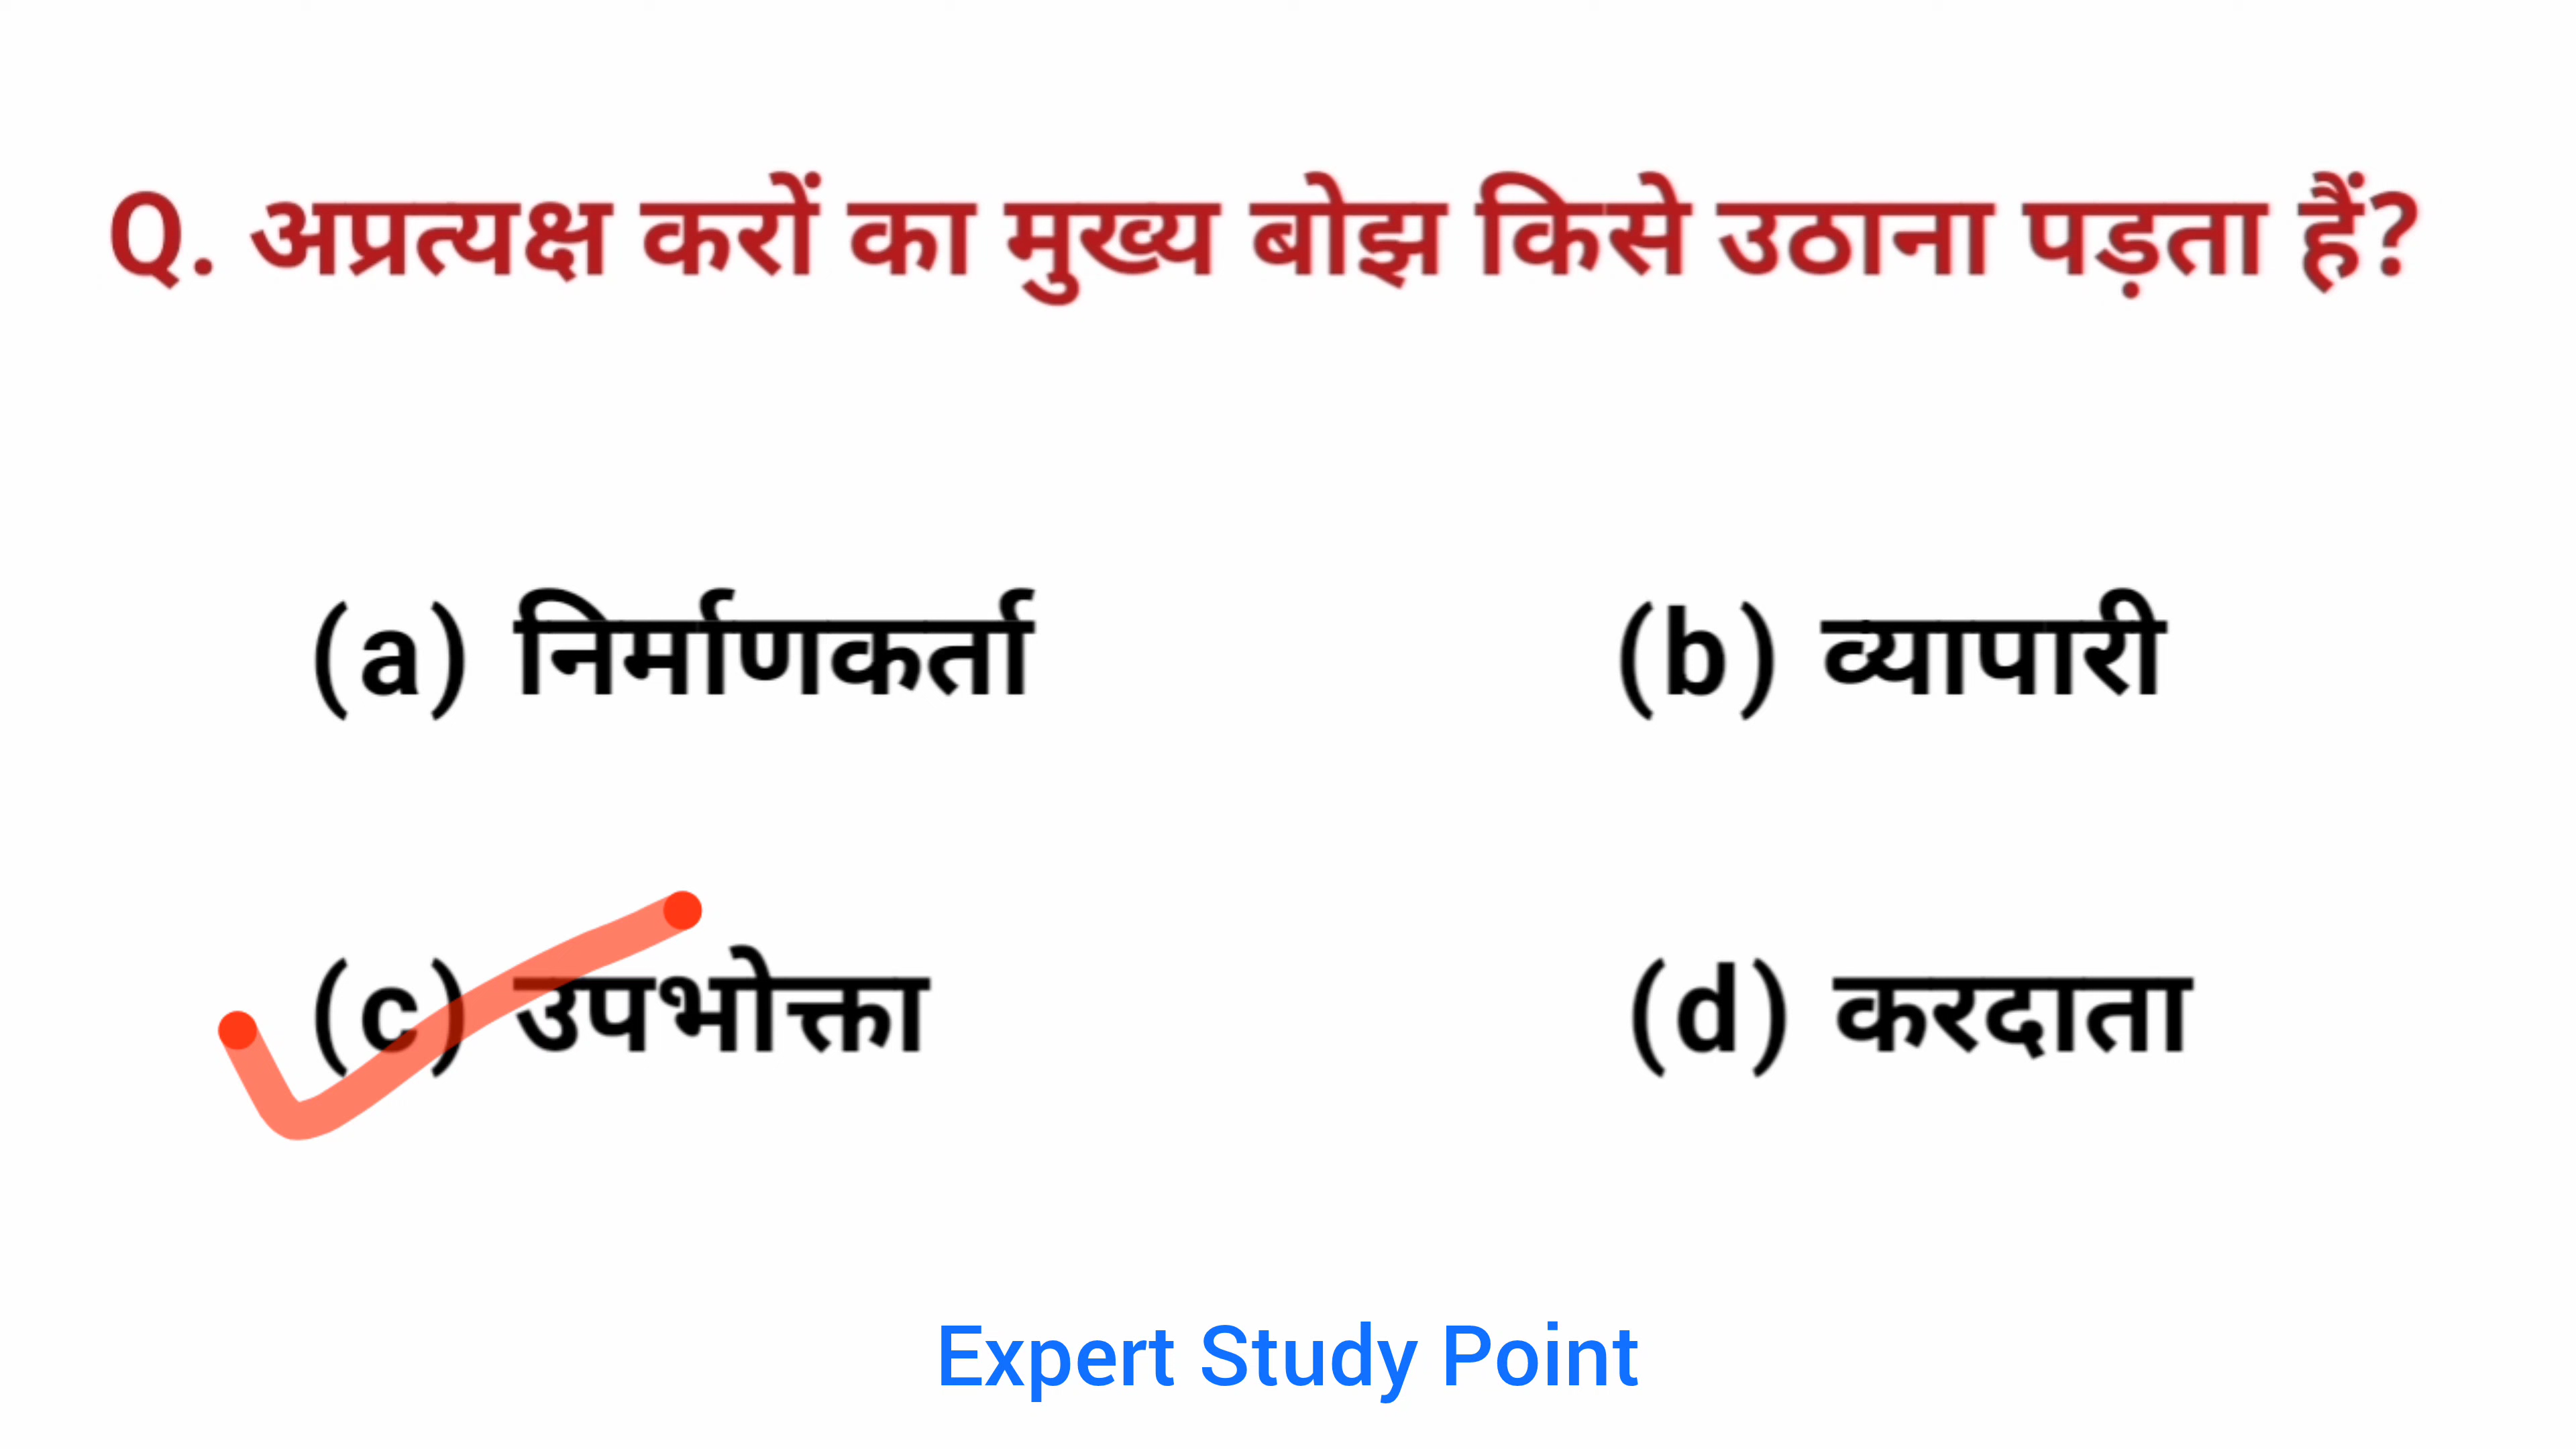 Q. अप्रत्यक्ष करों का मुख्य बोझ किसे उठाना पड़ता हैं?
(a) निर्माणकर्ता (b) व्यापारी
(c) उपभोक्ता (d) करदाता
Expert Study Point